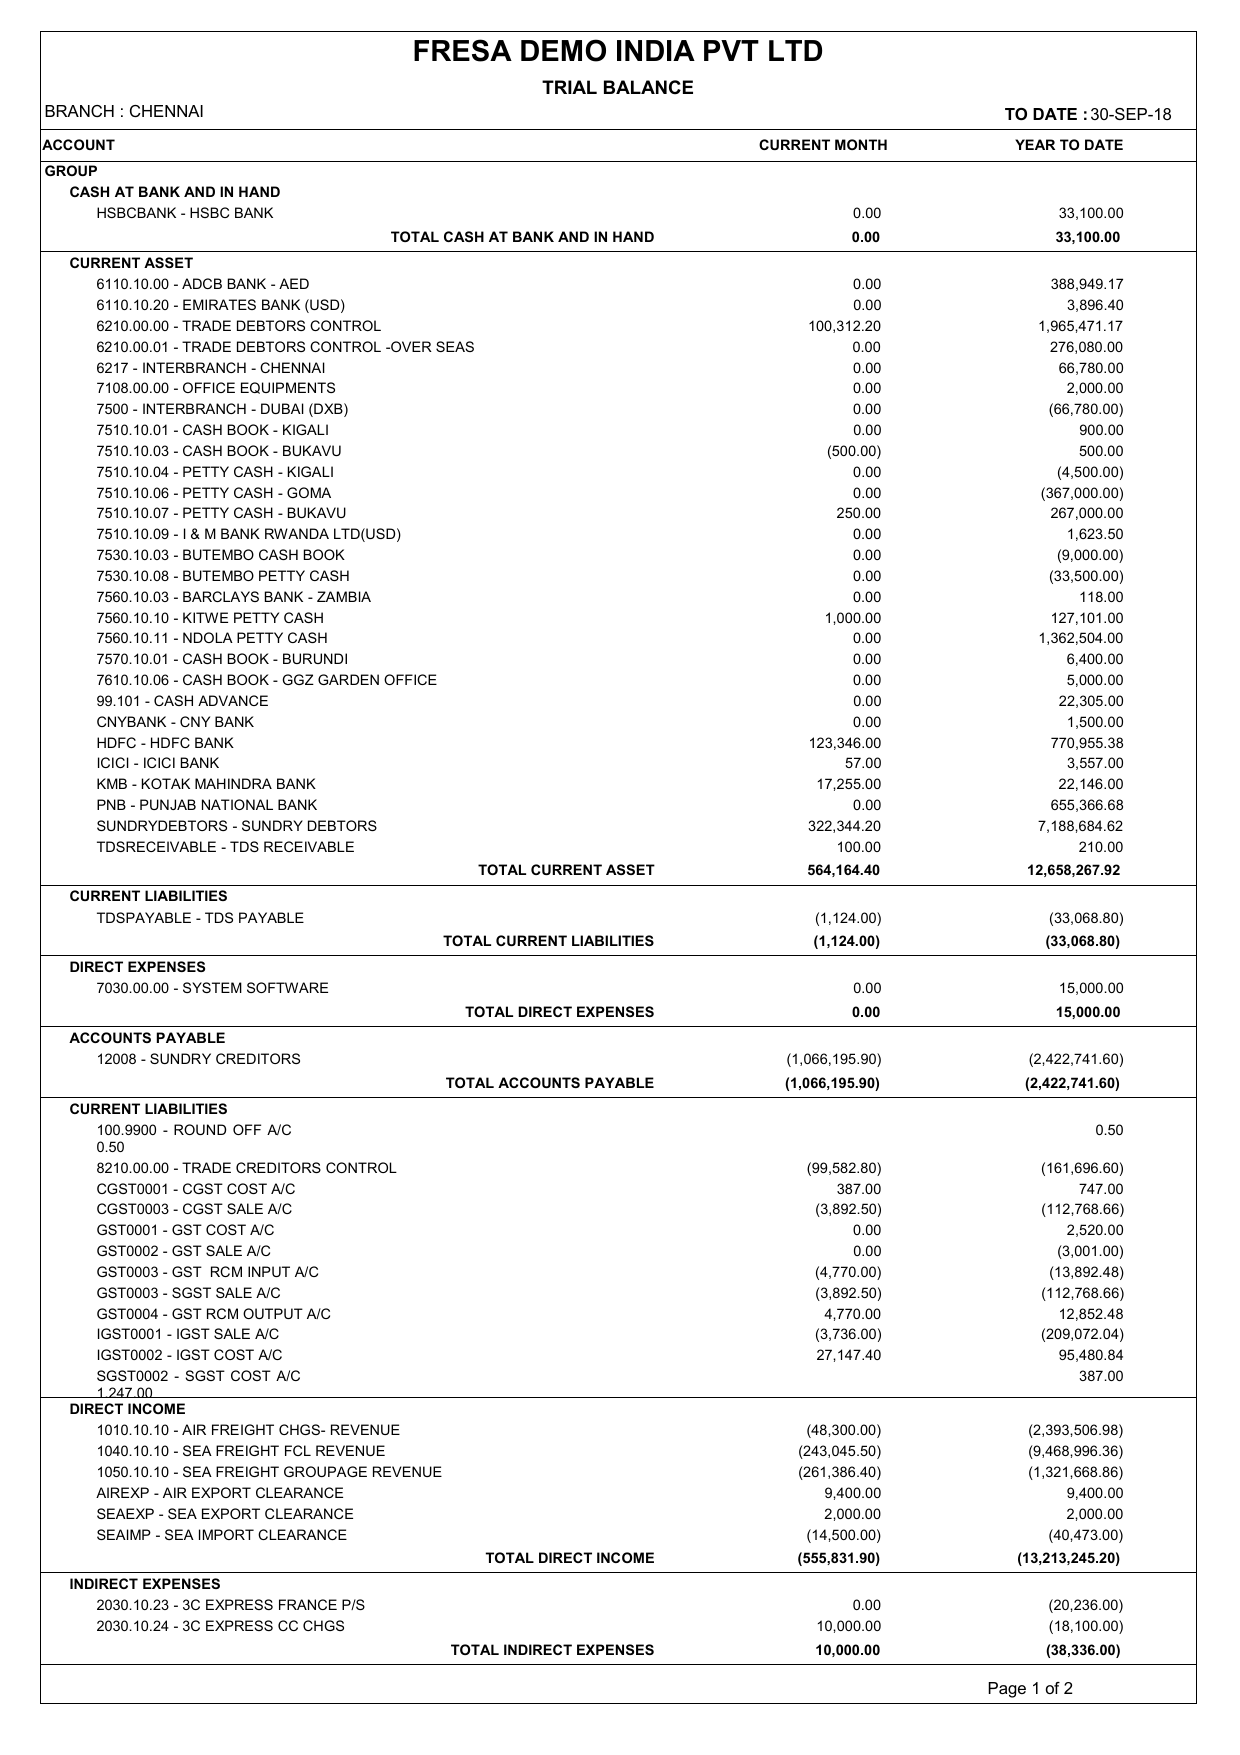 FRESA DEMO INDIA PVT LTD
TRIAL BALANCE
BRANCH : CHENNAI TO DATE : 30-SEP-18
ACCOUNT CURRENT MONTH YEAR TO DATE
GROUP
CASH AT BANK AND IN HAND
HSBCBANK - HSBC BANK 0.00 33,100.00
TOTAL CASH AT BANK AND IN HAND 0.00 33,100.00
CURRENT ASSET
6110.10.00 - ADCB BANK - AED 0.00 388,949.17
6110.10.20 - EMIRATES BANK (USD) 0.00 3,896.40
6210.00.00 - TRADE DEBTORS CONTROL 100,312.20 1,965,471.17
6210.00.01 - TRADE DEBTORS CONTROL -OVER SEAS 0.00 276,080.00
6217 - INTERBRANCH - CHENNAI 0.00 66,780.00
7108.00.00 - OFFICE EQUIPMENTS 0.00 2,000.00
7500 - INTERBRANCH - DUBAI (DXB) 0.00 (66,780.00)
7510.10.01 - CASH BOOK - KIGALI 0.00 900.00
7510.10.03 - CASH BOOK - BUKAVU (500.00) 500.00
7510.10.04 - PETTY CASH - KIGALI 0.00 (4,500.00)
7510.10.06 - PETTY CASH - GOMA 0.00 (367,000.00)
7510.10.07 - PETTY CASH - BUKAVU 250.00 267,000.00
7510.10.09 - I & M BANK RWANDA LTD(USD) 0.00 1,623.50
7530.10.03 - BUTEMBO CASH BOOK 0.00 (9,000.00)
7530.10.08 - BUTEMBO PETTY CASH 0.00 (33,500.00)
7560.10.03 - BARCLAYS BANK - ZAMBIA 0.00 118.00
7560.10.10 - KITWE PETTY CASH 1,000.00 127,101.00
7560.10.11 - NDOLA PETTY CASH 0.00 1,362,504.00
7570.10.01 - CASH BOOK - BURUNDI 0.00 6,400.00
7610.10.06 - CASH BOOK - GGZ GARDEN OFFICE 0.00 5,000.00
99.101 - CASH ADVANCE 0.00 22,305.00
CNYBANK - CNY BANK 0.00 1,500.00
HDFC - HDFC BANK 123,346.00 770,955.38
ICICI - ICICI BANK 57.00 3,557.00
KMB - KOTAK MAHINDRA BANK 17,255.00 22,146.00
PNB - PUNJAB NATIONAL BANK 0.00 655,366.68
SUNDRYDEBTORS - SUNDRY DEBTORS 322,344.20 7,188,684.62
TDSRECEIVABLE - TDS RECEIVABLE 100.00 210.00
TOTAL CURRENT ASSET 564,164.40 12,658,267.92
CURRENT LIABILITIES
TDSPAYABLE - TDS PAYABLE (1,124.00) (33,068.80)
TOTAL CURRENT LIABILITIES (1,124.00) (33,068.80)
DIRECT EXPENSES
7030.00.00 - SYSTEM SOFTWARE 0.00 15,000.00
TOTAL DIRECT EXPENSES 0.00 15,000.00
ACCOUNTS PAYABLE
12008 - SUNDRY CREDITORS (1,066,195.90) (2,422,741.60)
TOTAL ACCOUNTS PAYABLE (1,066,195.90) (2,422,741.60)
CURRENT LIABILITIES
100.9900 - ROUND OFF A/C 0.50
0.50
8210.00.00 - TRADE CREDITORS CONTROL (99,582.80) (161,696.60)
CGST0001 - CGST COST A/C 387.00 747.00
CGST0003 - CGST SALE A/C (3,892.50) (112,768.66)
GST0001 - GST COST A/C 0.00 2,520.00
GST0002 - GST SALE A/C 0.00 (3,001.00)
GST0003 - GST  RCM INPUT A/C (4,770.00) (13,892.48)
GST0003 - SGST SALE A/C (3,892.50) (112,768.66)
GST0004 - GST RCM OUTPUT A/C 4,770.00 12,852.48
IGST0001 - IGST SALE A/C (3,736.00) (209,072.04)
IGST0002 - IGST COST A/C 27,147.40 95,480.84
SGST0002 - SGST COST A/C 387.00
1,247.00
DIRECT INCOME
1010.10.10 - AIR FREIGHT CHGS- REVENUE (48,300.00) (2,393,506.98)
1040.10.10 - SEA FREIGHT FCL REVENUE (243,045.50) (9,468,996.36)
1050.10.10 - SEA FREIGHT GROUPAGE REVENUE (261,386.40) (1,321,668.86)
AIREXP - AIR EXPORT CLEARANCE 9,400.00 9,400.00
SEAEXP - SEA EXPORT CLEARANCE 2,000.00 2,000.00
SEAIMP - SEA IMPORT CLEARANCE (14,500.00) (40,473.00)
TOTAL DIRECT INCOME (555,831.90) (13,213,245.20)
INDIRECT EXPENSES
2030.10.23 - 3C EXPRESS FRANCE P/S 0.00 (20,236.00)
2030.10.24 - 3C EXPRESS CC CHGS 10,000.00 (18,100.00)
TOTAL INDIRECT EXPENSES 10,000.00 (38,336.00)
Page 1 of 2